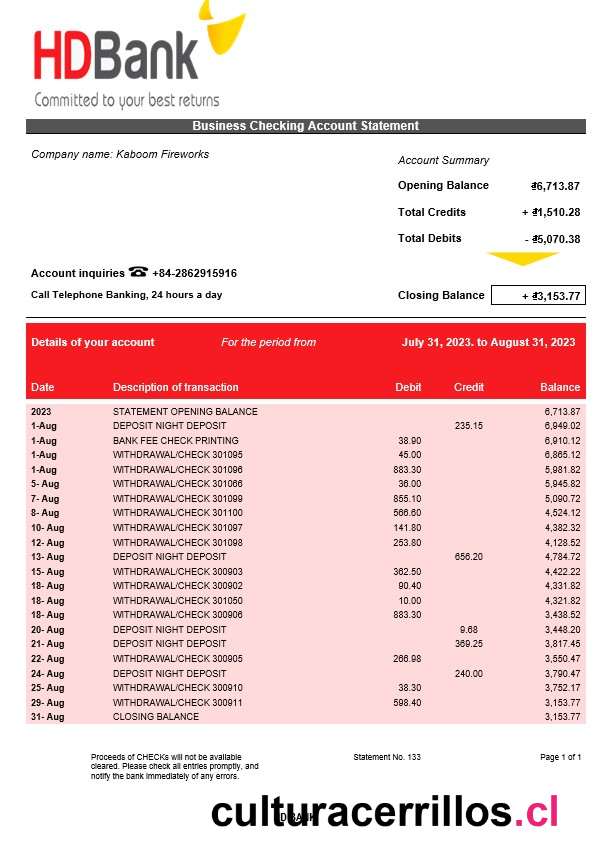 HDBank
Committed to your best returns
Business Checking Account Statement
Company name: Kaboom Fireworks
Account Summary
Opening Balance ₫6,713.87
Total Credits + ₫1,510.28
Total Debits - ₫5,070.38
Account inquiries ☎ +84-2862915916
Call Telephone Banking, 24 hours a day
Closing Balance + ₫3,153.77
Details of your account For the period from July 31, 2023. to August 31, 2023
Date Description of transaction Debit Credit Balance
2023 STATEMENT OPENING BALANCE 6,713.87
1-Aug DEPOSIT NIGHT DEPOSIT 235.15 6,949.02
1-Aug BANK FEE CHECK PRINTING 38.90 6,910.12
1-Aug WITHDRAWAL/CHECK 301095 45.00 6,865.12
1-Aug WITHDRAWAL/CHECK 301096 883.30 5,981.82
5- Aug WITHDRAWAL/CHECK 301066 36.00 5,945.82
7- Aug WITHDRAWAL/CHECK 301099 855.10 5,090.72
8- Aug WITHDRAWAL/CHECK 301100 566.60 4,524.12
10- Aug WITHDRAWAL/CHECK 301097 141.80 4,382.32
12- Aug WITHDRAWAL/CHECK 301098 253.80 4,128.52
13- Aug DEPOSIT NIGHT DEPOSIT 656.20 4,784.72
15- Aug WITHDRAWAL/CHECK 300903 362.50 4,422.22
18- Aug WITHDRAWAL/CHECK 300902 90.40 4,331.82
18- Aug WITHDRAWAL/CHECK 301050 10.00 4,321.82
18- Aug WITHDRAWAL/CHECK 300906 883.30 3,438.52
20- Aug DEPOSIT NIGHT DEPOSIT 9.68 3,448.20
21- Aug DEPOSIT NIGHT DEPOSIT 369.25 3,817.45
22- Aug WITHDRAWAL/CHECK 300905 266.98 3,550.47
24- Aug DEPOSIT NIGHT DEPOSIT 240.00 3,790.47
25- Aug WITHDRAWAL/CHECK 300910 38.30 3,752.17
29- Aug WITHDRAWAL/CHECK 300911 598.40 3,153.77
31- Aug CLOSING BALANCE 3,153.77
Proceeds of CHECKs will not be available
cleared. Please check all entries promptly, and
notify the bank immediately of any errors.
Statement No. 133
Page 1 of 1
culturacerrillos.cl